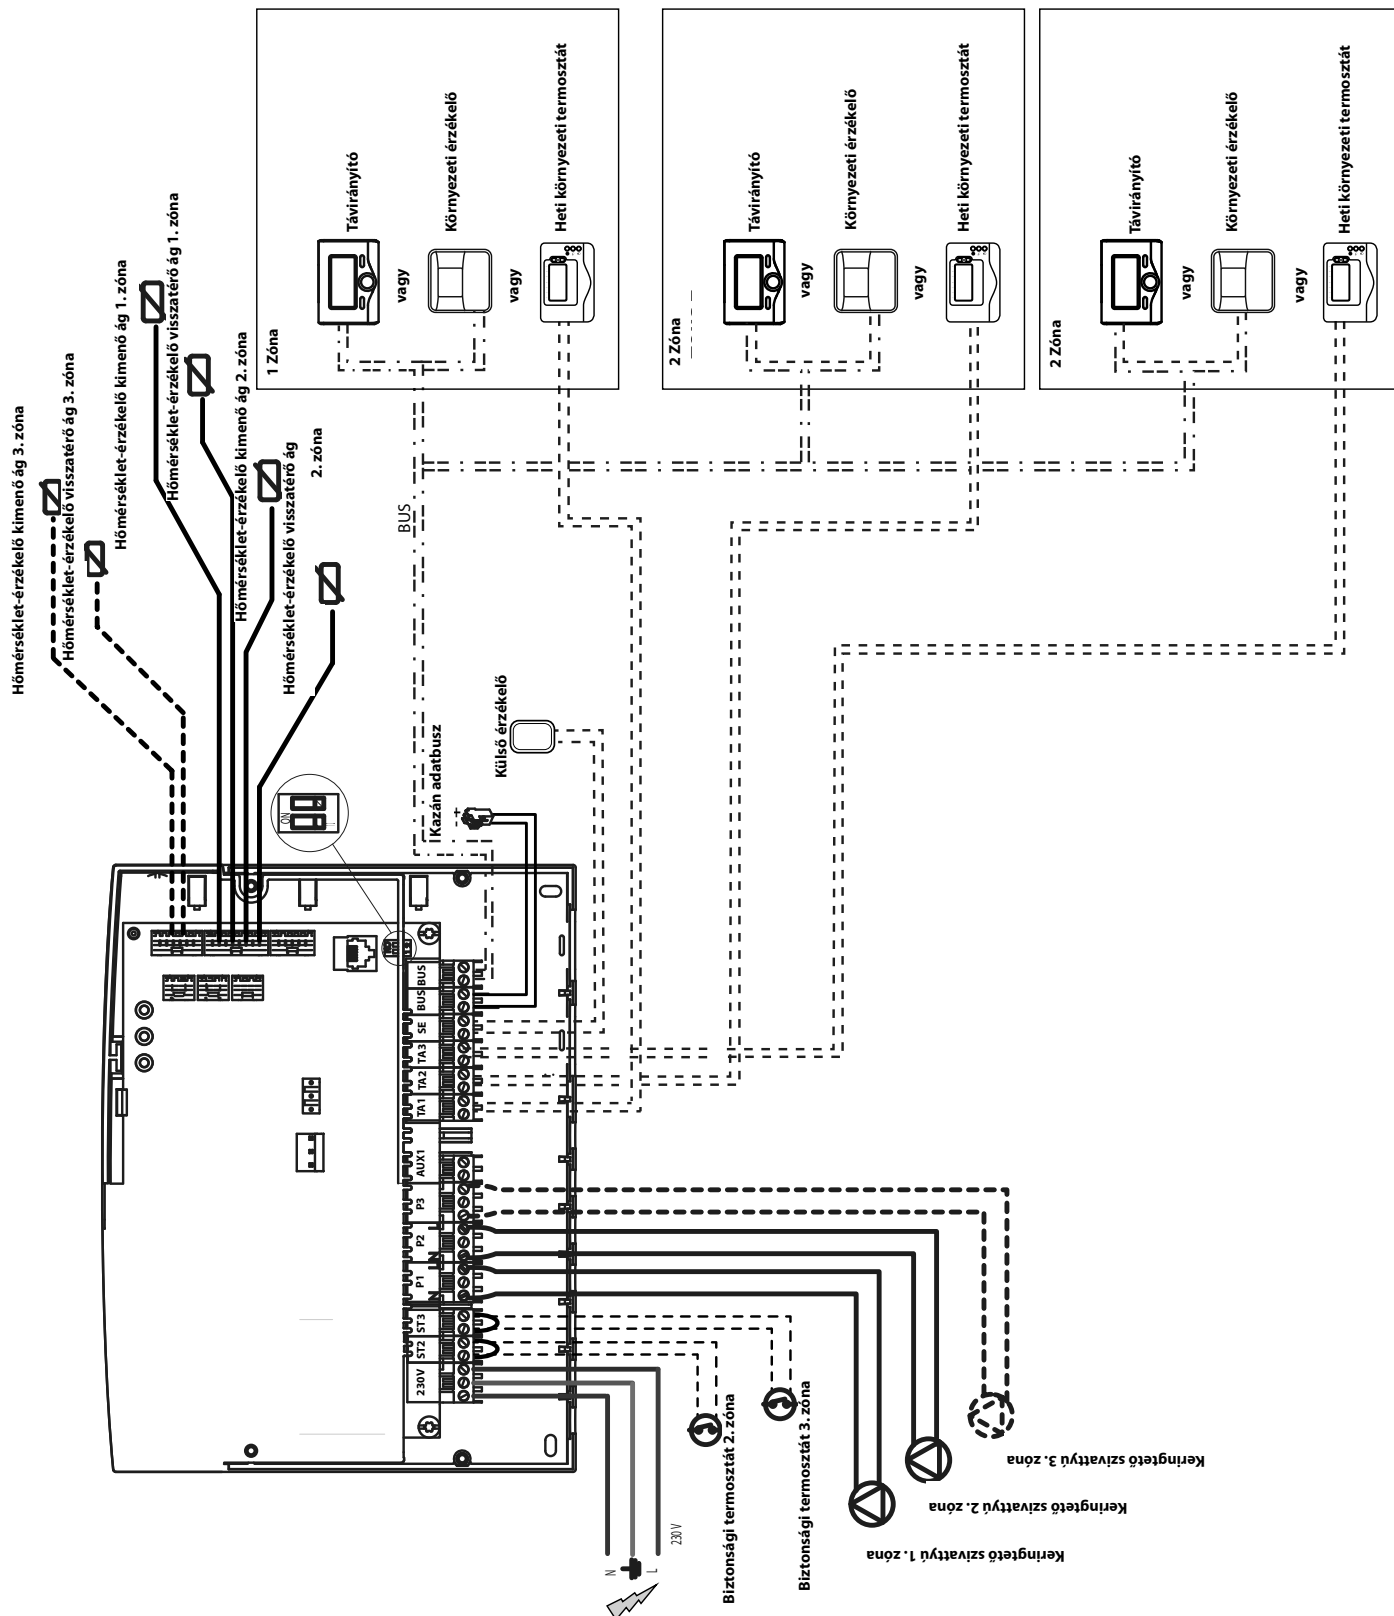 Hőmérséklet-érzékelő kimenő ág 3. zóna
Hőmérséklet-érzékelő visszatérő ág 3. zóna
Hőmérséklet-érzékelő kimenő ág 1. zóna
Hőmérséklet-érzékelő visszatérő ág 1. zóna
Hőmérséklet-érzékelő kimenő ág 2. zóna
Hőmérséklet-érzékelő visszatérő ág
2. zóna
1 Zóna
Távirányító
vagy
Környezeti érzékelő
vagy
Heti környezeti termosztát
2 Zóna
Távirányító
vagy
Környezeti érzékelő
vagy
Heti környezeti termosztát
2 Zóna
Távirányító
vagy
Környezeti érzékelő
vagy
Heti környezeti termosztát
BUS
Kazán adatbusz
Külső érzékelő
ON
BUS
BUS
SE
TA3
TA2
TA1
AUX1
P3
P2
P1
ST3
ST2
230V
L
N
L
N
N
L
230 V
Biztonsági termosztát 2. zóna
Biztonsági termosztát 3. zóna
Keringtető szivattyú 1. zóna
Keringtető szivattyú 2. zóna
Keringtető szivattyú 3. zóna